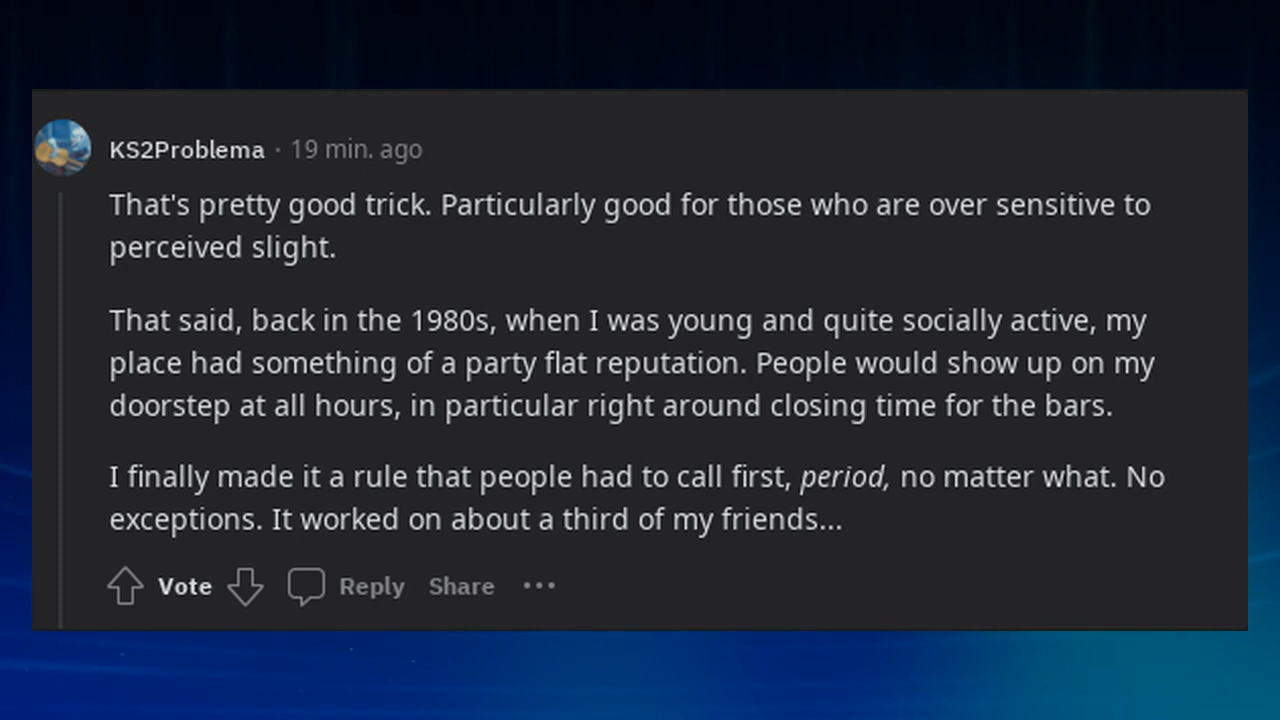 KS2Problema · 19 min. ago
That's pretty good trick. Particularly good for those who are over sensitive to
perceived slight.
That said, back in the 1980s, when I was young and quite socially active, my
place had something of a party flat reputation. People would show up on my
doorstep at all hours, in particular right around closing time for the bars.
I finally made it a rule that people had to call first, period, no matter what. No
exceptions. It worked on about a third of my friends...
Vote Reply Share ...